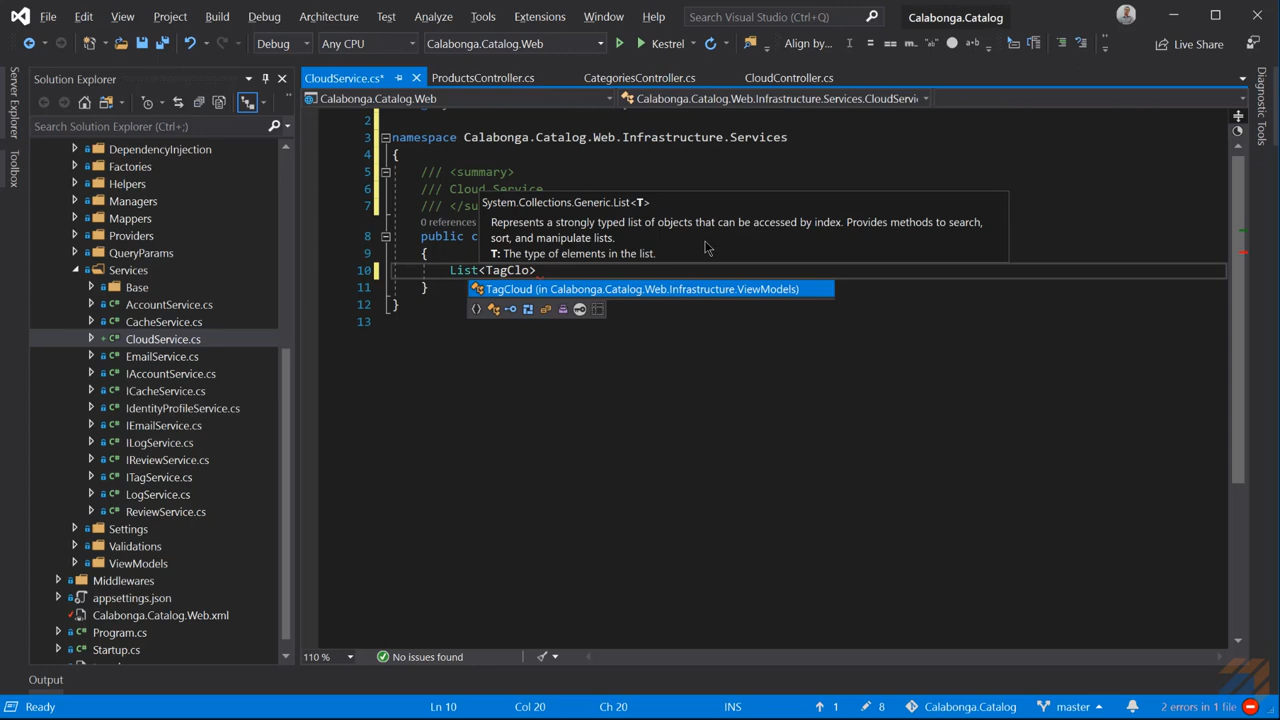 File Edit View Project Build Debug Architecture Test Analyze Tools Extensions Window Help Search Visual Studio (Ctrl+Q) Calabonga.Catalog
Debug Any CPU Calabonga.Catalog.Web Kestrel Align by... Live Share
Server Explorer
Toolbox
Solution Explorer
Search Solution Explorer (Ctrl+;)
DependencyInjection
Factories
Helpers
Managers
Mappers
Providers
QueryParams
Services
Base
AccountService.cs
CacheService.cs
CloudService.cs
EmailService.cs
IAccountService.cs
ICacheService.cs
IdentityProfileService.cs
IEmailService.cs
ILogService.cs
IReviewService.cs
ITagService.cs
LogService.cs
ReviewService.cs
Settings
Validations
ViewModels
Middlewares
appsettings.json
Calabonga.Catalog.Web.xml
Program.cs
Startup.cs
CloudService.cs* ProductsController.cs CategoriesController.cs CloudController.cs
Calabonga.Catalog.Web Calabonga.Catalog.Web.Infrastructure.Services.CloudServi
2
3 namespace Calabonga.Catalog.Web.Infrastructure.Services
4 {
5 /// <summary>
6 /// Cloud Service
7 /// </su
0 references
8 public c
9 {
10 List<TagClo>
11 }
12 }
13
System.Collections.Generic.List<T>
Represents a strongly typed list of objects that can be accessed by index. Provides methods to search,
sort, and manipulate lists.
T: The type of elements in the list.
TagCloud (in Calabonga.Catalog.Web.Infrastructure.ViewModels)
Diagnostic Tools
110 % No issues found
Output
Ready Ln 10 Col 20 Ch 20 INS 1 8 Calabonga.Catalog master 2 errors in 1 file